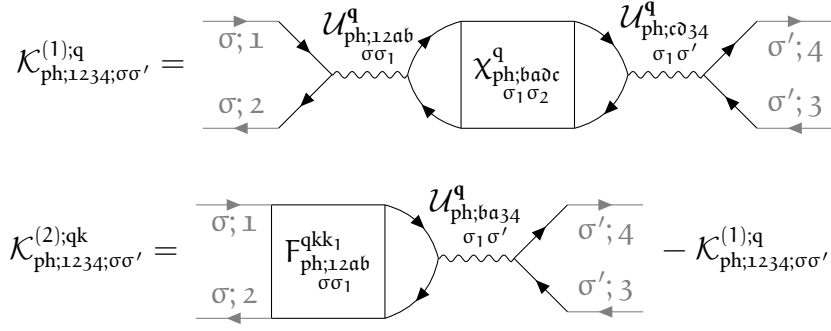 𝒦^{(1);q}_{ph;1234;σσ′} =
σ;1
σ;2
𝒰^𝐪_{ph;12𝔞𝔟 σσ₁}
χ^q_{ph;𝔟𝔞𝔡𝔠 σ₁σ₂}
𝒰^𝐪_{ph;𝔠𝔡34 σ₁σ′}
σ′;4
σ′;3
𝒦^{(2);qk}_{ph;1234;σσ′} =
σ;1
σ;2
F^{qkk₁}_{ph;12𝔞𝔟 σσ₁}
𝒰^𝐪_{ph;𝔟𝔞34 σ₁σ′}
σ′;4
σ′;3
− 𝒦^{(1);q}_{ph;1234;σσ′}